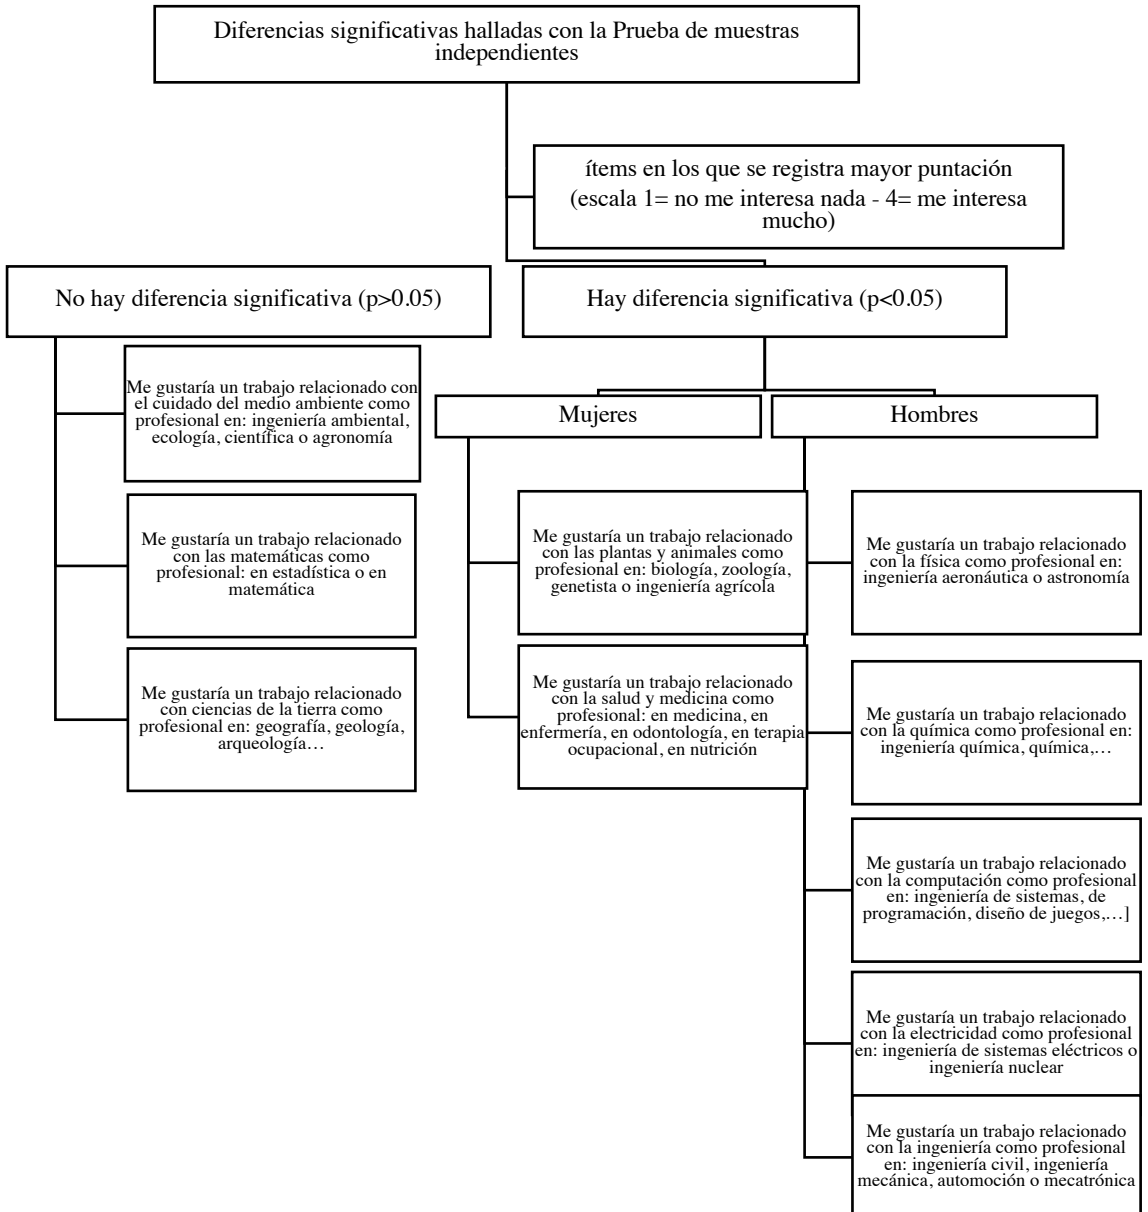 Diferencias significativas halladas con la Prueba de muestras
independientes
ítems en los que se registra mayor puntación
(escala 1= no me interesa nada - 4= me interesa
mucho)
No hay diferencia significativa (p>0.05)
Me gustaría un trabajo relacionado con
el cuidado del medio ambiente como
profesional en: ingeniería ambiental,
ecología, científica o agronomía
Me gustaría un trabajo relacionado
con las matemáticas como
profesional: en estadística o en
matemática
Me gustaría un trabajo relacionado
con ciencias de la tierra como
profesional en: geografía, geología,
arqueología…
Hay diferencia significativa (p<0.05)
Mujeres
Me gustaría un trabajo relacionado
con las plantas y animales como
profesional en: biología, zoología,
genetista o ingeniería agrícola
Me gustaría un trabajo relacionado
con la salud y medicina como
profesional: en medicina, en
enfermería, en odontología, en terapia
ocupacional, en nutrición
Hombres
Me gustaría un trabajo relacionado
con la física como profesional en:
ingeniería aeronáutica o astronomía
Me gustaría un trabajo relacionado
con la química como profesional en:
ingeniería química, química,…
Me gustaría un trabajo relacionado
con la computación como profesional
en: ingeniería de sistemas, de
programación, diseño de juegos,…]
Me gustaría un trabajo relacionado
con la electricidad como profesional
en: ingeniería de sistemas eléctricos o
ingeniería nuclear
Me gustaría un trabajo relacionado
con la ingeniería como profesional
en: ingeniería civil, ingeniería
mecánica, automoción o mecatrónica